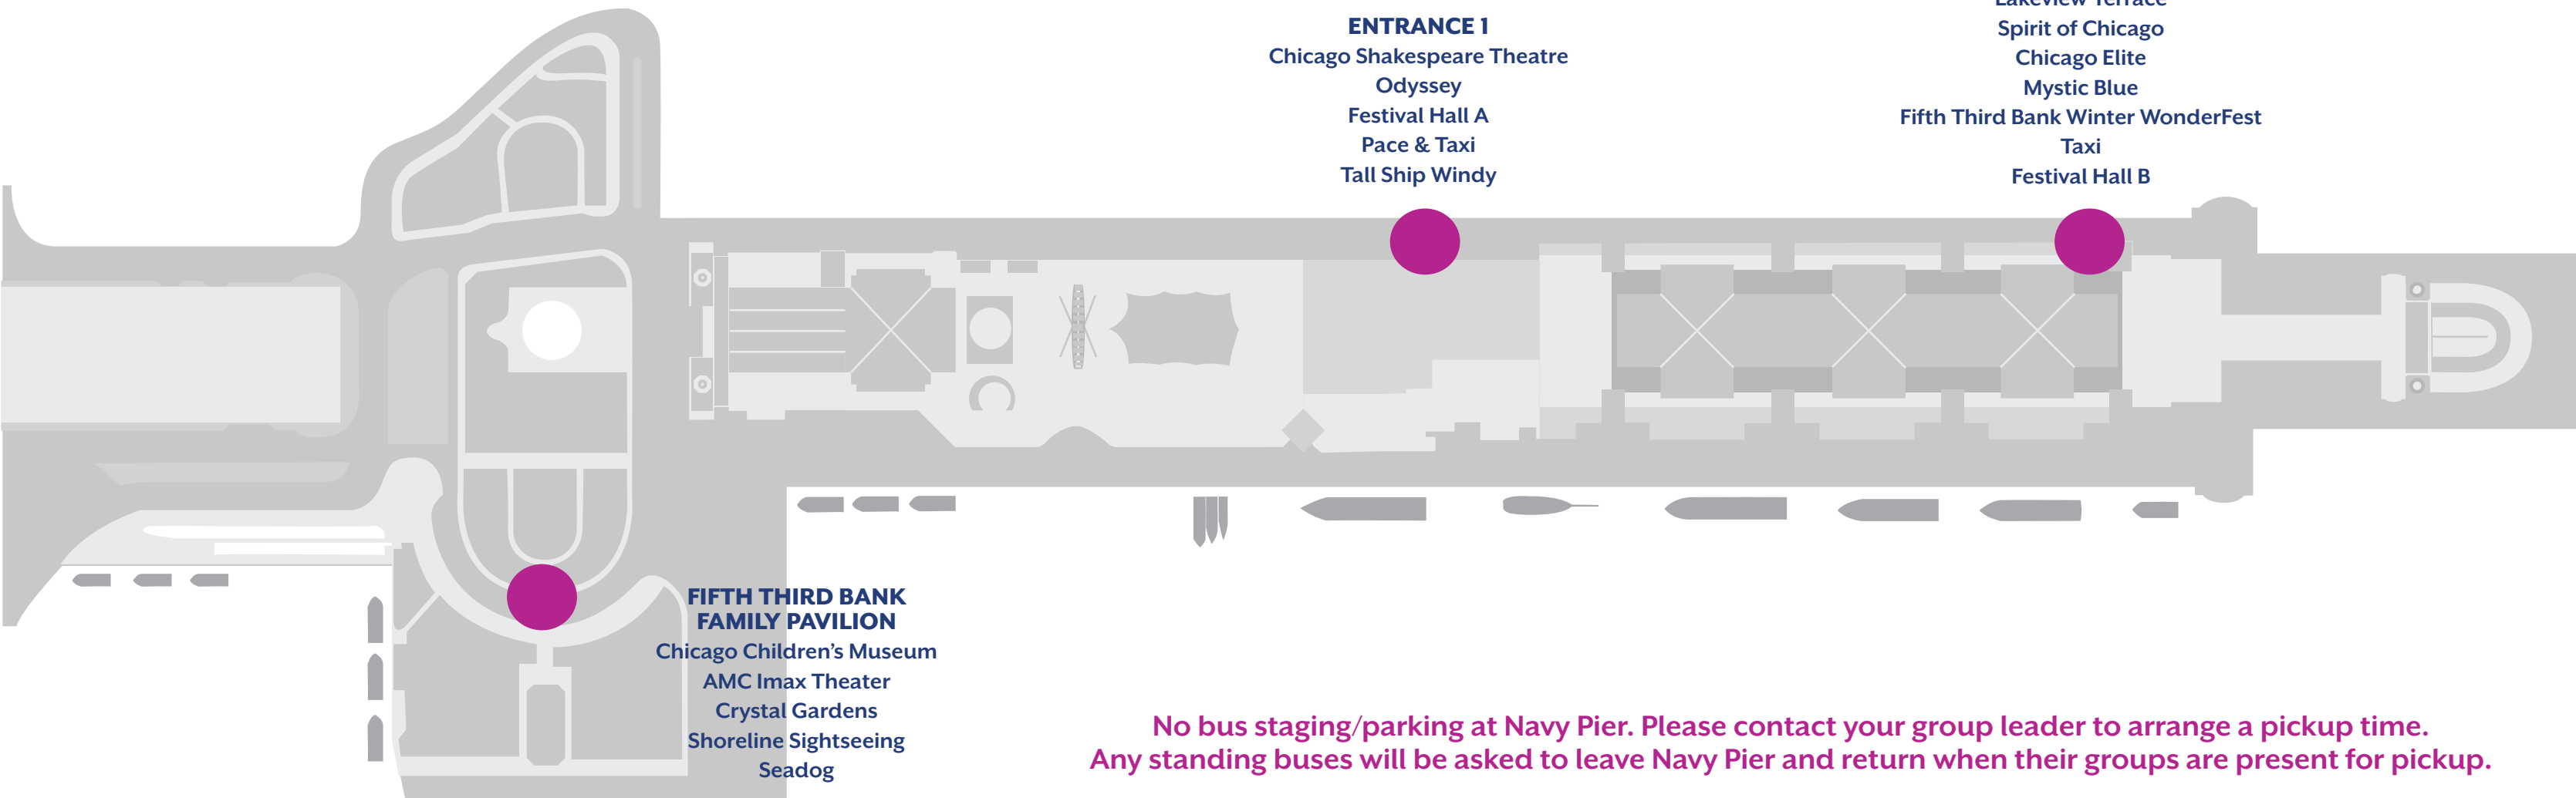 ENTRANCE 1
Chicago Shakespeare Theatre
Odyssey
Festival Hall A
Pace & Taxi
Tall Ship Windy
Lakeview Terrace
Spirit of Chicago
Chicago Elite
Mystic Blue
Fifth Third Bank Winter WonderFest
Taxi
Festival Hall B
FIFTH THIRD BANK
FAMILY PAVILION
Chicago Children’s Museum
AMC Imax Theater
Crystal Gardens
Shoreline Sightseeing
Seadog
No bus staging/parking at Navy Pier. Please contact your group leader to arrange a pickup time.
Any standing buses will be asked to leave Navy Pier and return when their groups are present for pickup.